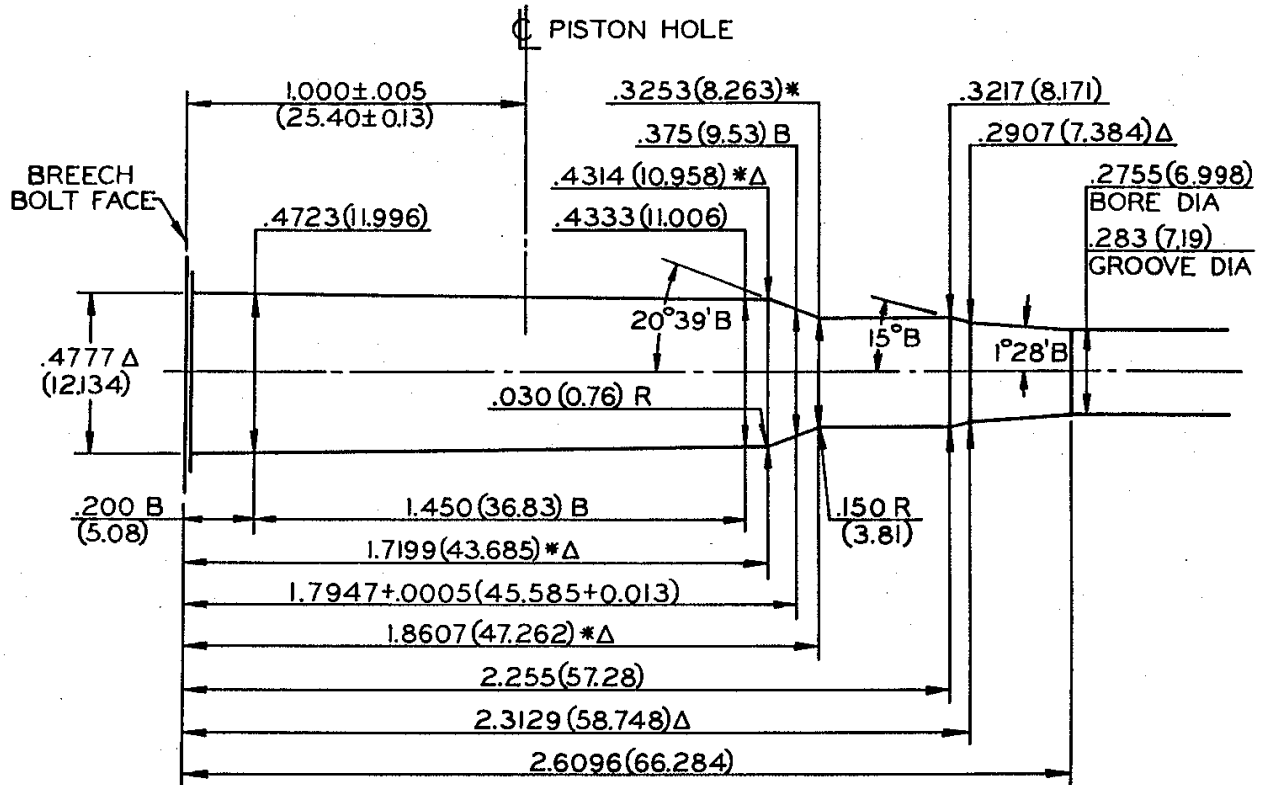 ℄ PISTON HOLE
1.000±.005
(25.40±0.13)
.3253(8.263)*
.3217(8.171)
.375(9.53) B
.2907(7.384)Δ
BREECH
BOLT FACE
.4314(10.958)*Δ
.2755(6.998)
BORE DIA
.4723(11.996)
.4333(11.006)
.283 (7.19)
GROOVE DIA
20°39'B
15°B
1°28'B
.4777 Δ
(12.134)
.030 (0.76) R
.200 B
(5.08)
1.450(36.83) B
.150 R
(3.81)
1.7199(43.685)*Δ
1.7947+.0005(45.585+0.013)
1.8607(47.262)*Δ
2.255(57.28)
2.3129(58.748)Δ
2.6096(66.284)